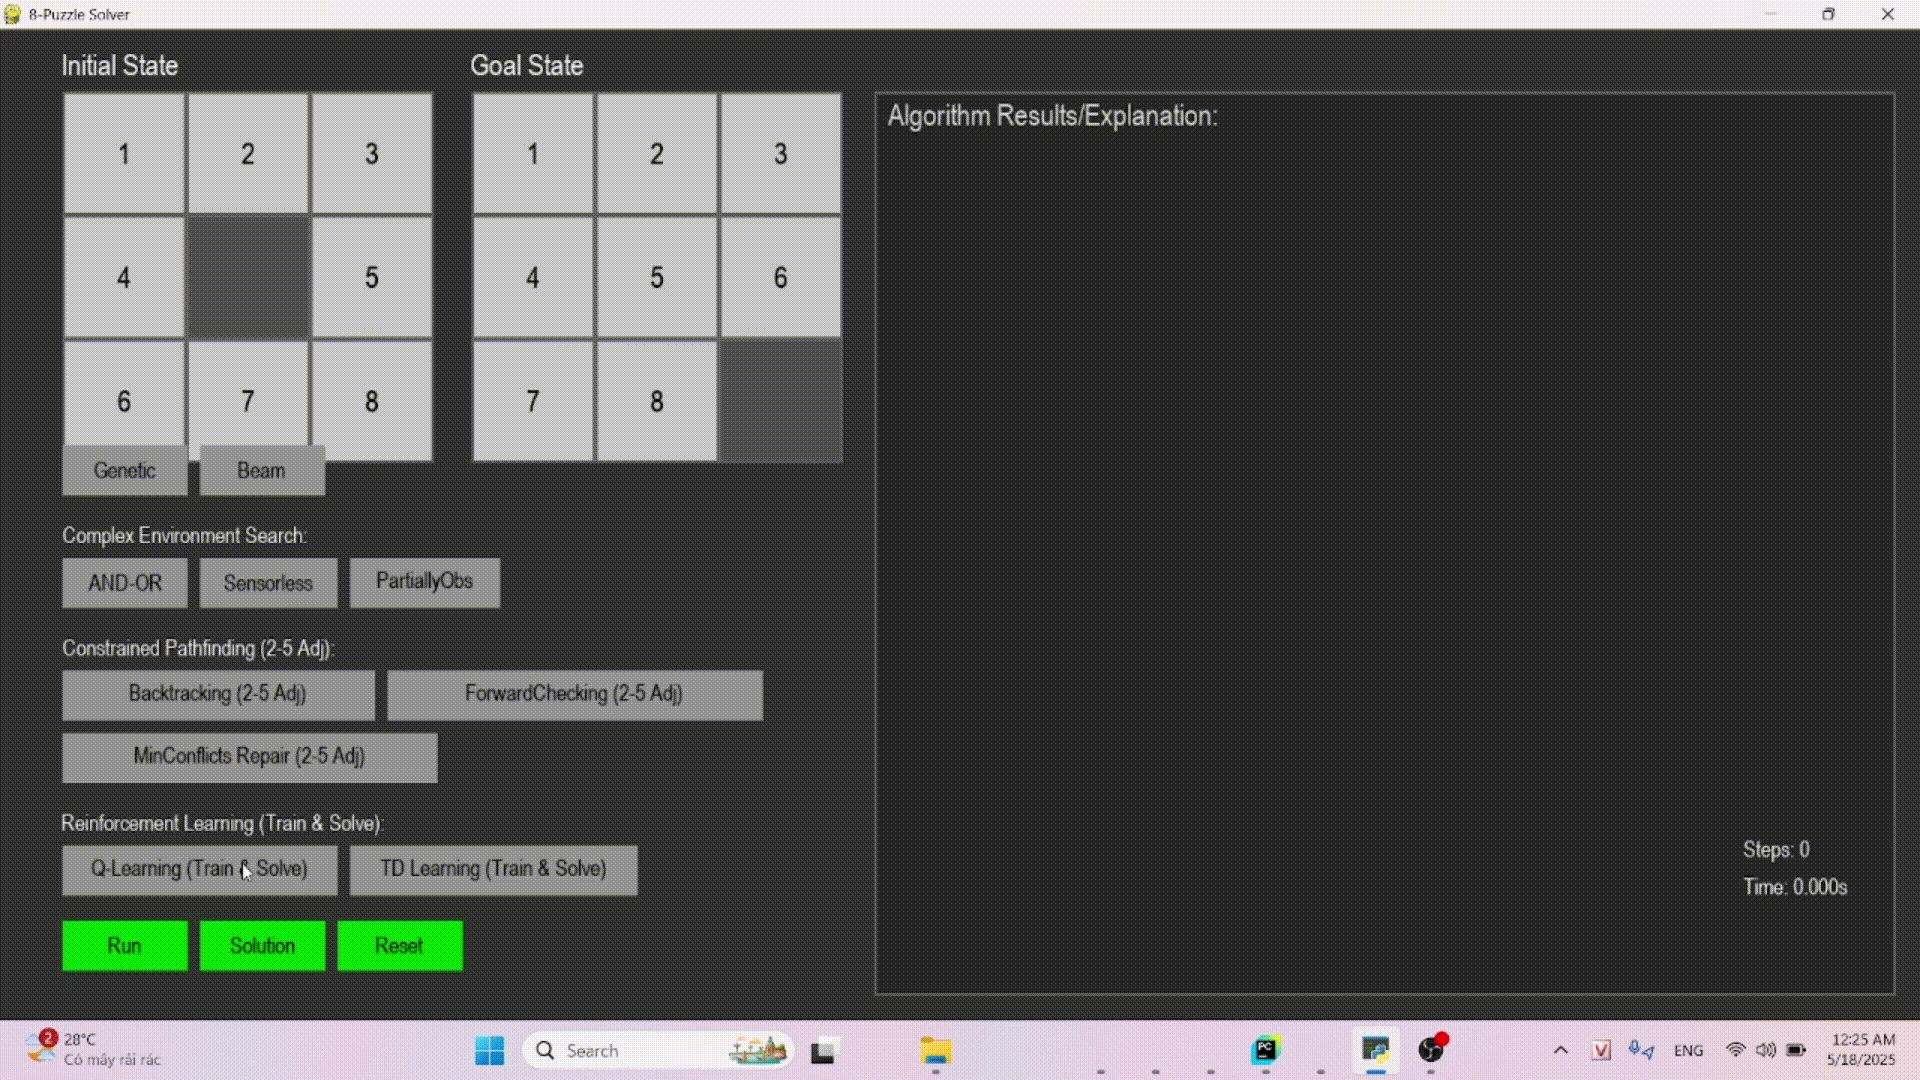 8-Puzzle Solver
Initial State
Goal State
1 2 3
4 5
6 7 8
1 2 3
4 5 6
7 8
Genetic Beam
Complex Environment Search:
AND-OR Sensorless PartiallyObs
Constrained Pathfinding (2-5 Adj):
Backtracking (2-5 Adj) ForwardChecking (2-5 Adj)
MinConflicts Repair (2-5 Adj)
Reinforcement Learning (Train & Solve):
Q-Learning (Train & Solve) TD Learning (Train & Solve)
Run Solution Reset
Algorithm Results/Explanation:
Steps: 0
Time: 0.000s
2
28°C
Có mây rải rác
Search
PC
V
ENG
12:25 AM
5/18/2025